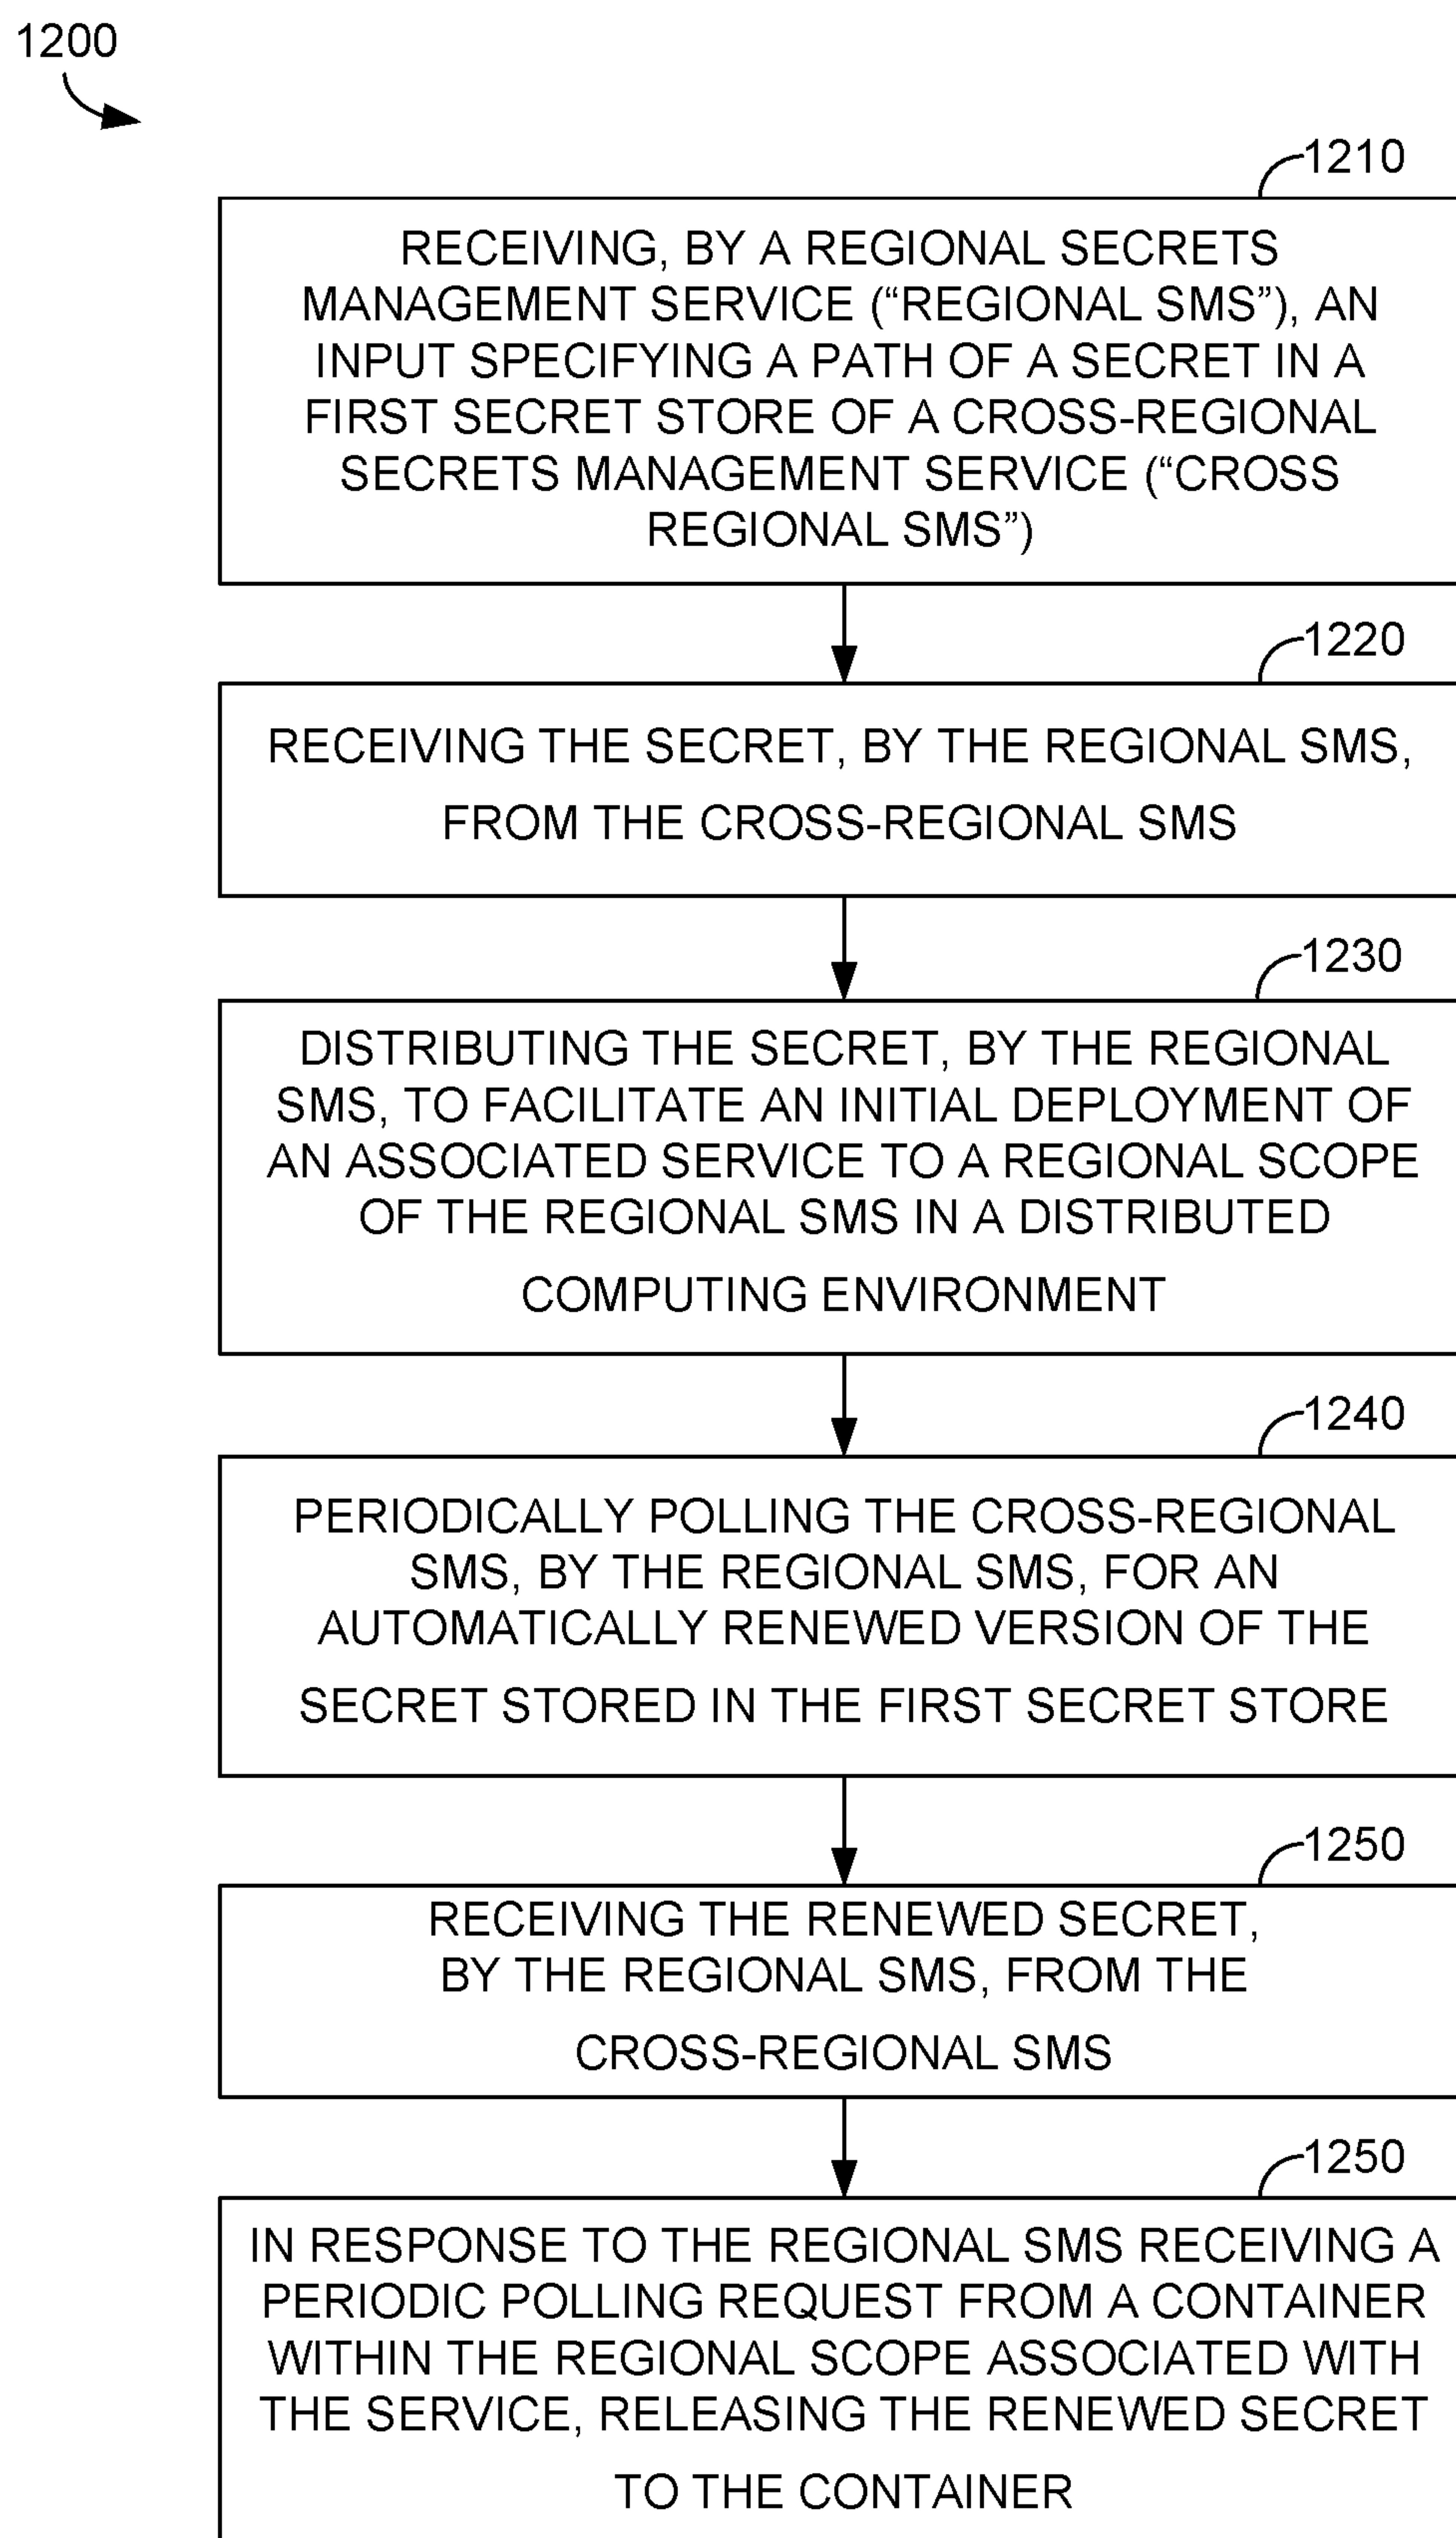 1200
1210
RECEIVING, BY A REGIONAL SECRETS
MANAGEMENT SERVICE (“REGIONAL SMS”), AN
INPUT SPECIFYING A PATH OF A SECRET IN A
FIRST SECRET STORE OF A CROSS-REGIONAL
SECRETS MANAGEMENT SERVICE (“CROSS
REGIONAL SMS”)
1220
RECEIVING THE SECRET, BY THE REGIONAL SMS,
FROM THE CROSS-REGIONAL SMS
1230
DISTRIBUTING THE SECRET, BY THE REGIONAL
SMS, TO FACILITATE AN INITIAL DEPLOYMENT OF
AN ASSOCIATED SERVICE TO A REGIONAL SCOPE
OF THE REGIONAL SMS IN A DISTRIBUTED
COMPUTING ENVIRONMENT
1240
PERIODICALLY POLLING THE CROSS-REGIONAL
SMS, BY THE REGIONAL SMS, FOR AN
AUTOMATICALLY RENEWED VERSION OF THE
SECRET STORED IN THE FIRST SECRET STORE
1250
RECEIVING THE RENEWED SECRET,
BY THE REGIONAL SMS, FROM THE
CROSS-REGIONAL SMS
1250
IN RESPONSE TO THE REGIONAL SMS RECEIVING A
PERIODIC POLLING REQUEST FROM A CONTAINER
WITHIN THE REGIONAL SCOPE ASSOCIATED WITH
THE SERVICE, RELEASING THE RENEWED SECRET
TO THE CONTAINER